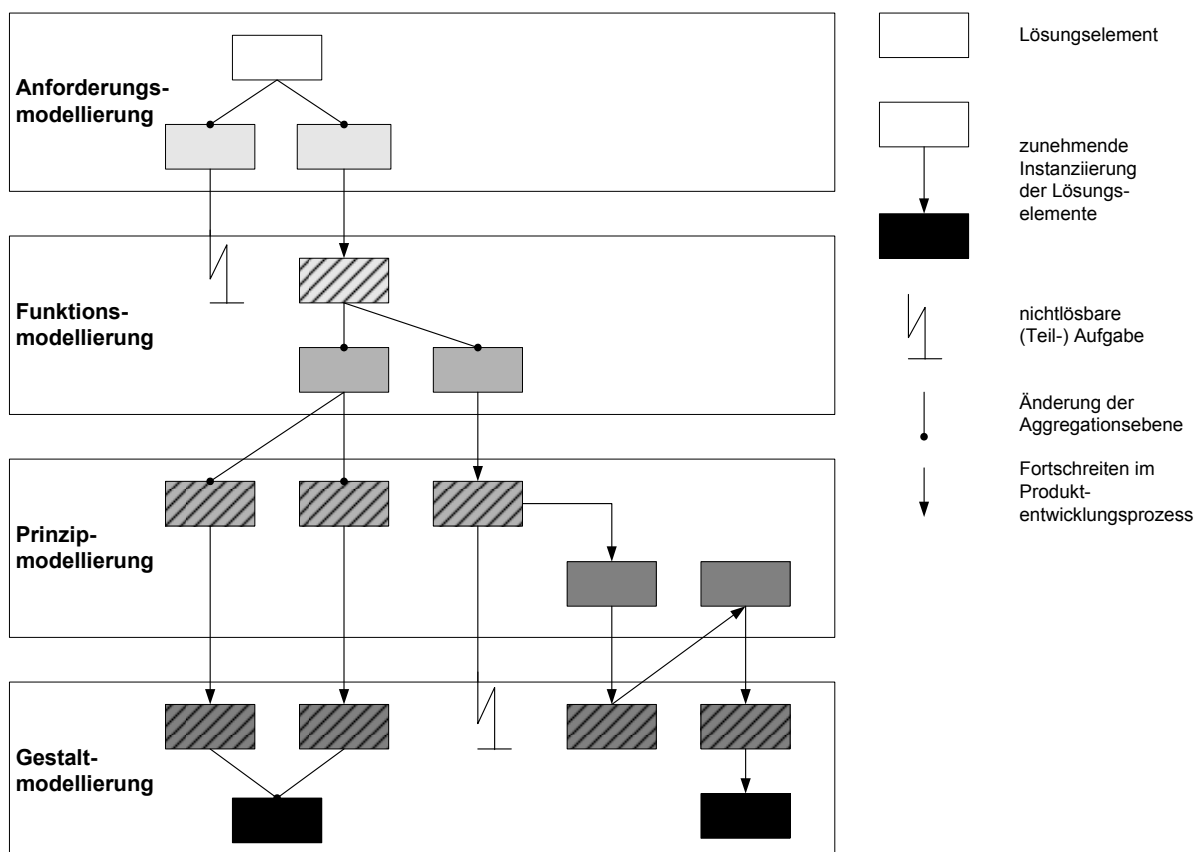 Anforderungs-
modellierung
Funktions-
modellierung
Prinzip-
modellierung
Gestalt-
modellierung
Lösungselement
zunehmende
Instanziierung
der Lösungs-
elemente
nichtlösbare
(Teil-) Aufgabe
Änderung der
Aggregationsebene
Fortschreiten im
Produkt-
entwicklungsprozess